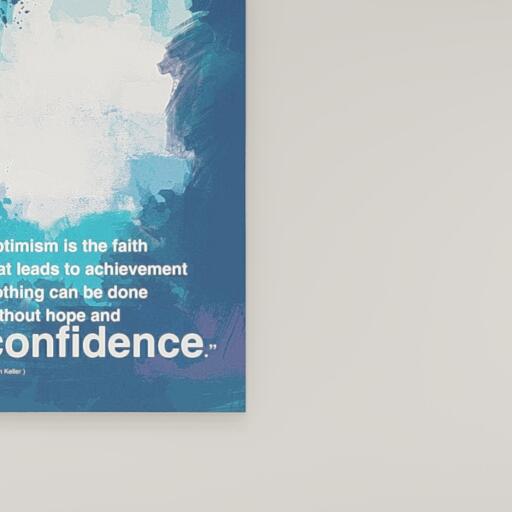 ptimism is the faith
at leads to achievement
othing can be done
thout hope and
confidence.”
n Keller )